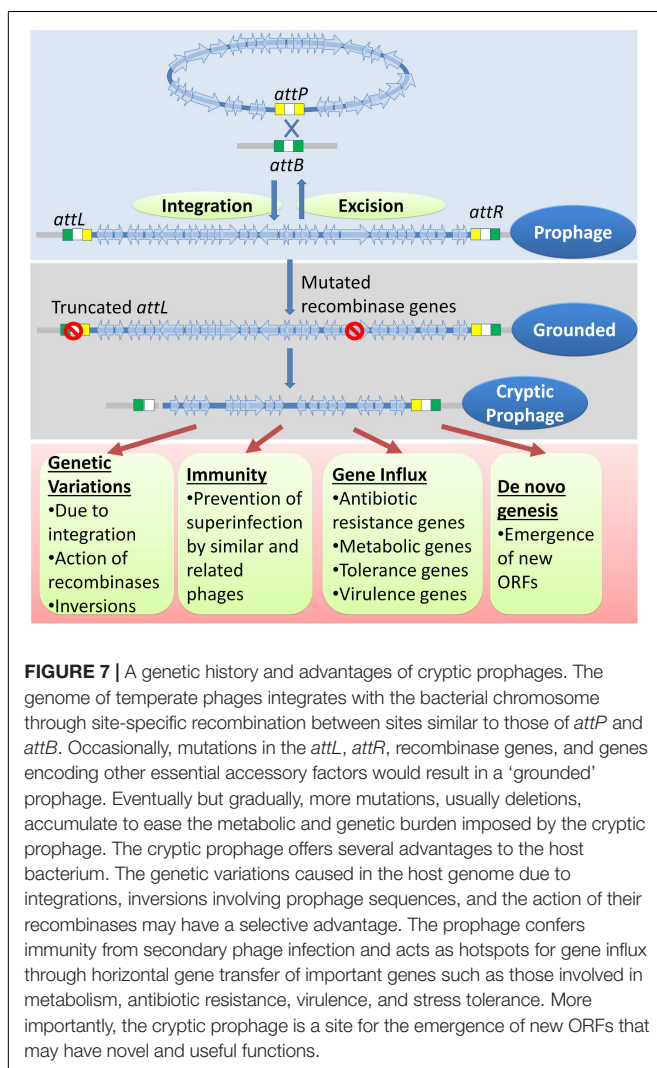 attP
attB
Integration
Excision
attL
attR
Prophage
Truncated attL
Mutated
recombinase genes
Grounded
Cryptic
Prophage
Genetic
Variations
•Due to
integration
•Action of
recombinases
•Inversions
Immunity
•Prevention of
superinfection
by similar and
related
phages
Gene Influx
•Antibiotic
resistance genes
•Metabolic genes
•Tolerance genes
•Virulence genes
De novo
genesis
•Emergence
of new
ORFs
FIGURE 7 | A genetic history and advantages of cryptic prophages. The
genome of temperate phages integrates with the bacterial chromosome
through site-specific recombination between sites similar to those of attP and
attB. Occasionally, mutations in the attL, attR, recombinase genes, and genes
encoding other essential accessory factors would result in a ‘grounded’
prophage. Eventually but gradually, more mutations, usually deletions,
accumulate to ease the metabolic and genetic burden imposed by the cryptic
prophage. The cryptic prophage offers several advantages to the host
bacterium. The genetic variations caused in the host genome due to
integrations, inversions involving prophage sequences, and the action of their
recombinases may have a selective advantage. The prophage confers
immunity from secondary phage infection and acts as hotspots for gene influx
through horizontal gene transfer of important genes such as those involved in
metabolism, antibiotic resistance, virulence, and stress tolerance. More
importantly, the cryptic prophage is a site for the emergence of new ORFs that
may have novel and useful functions.